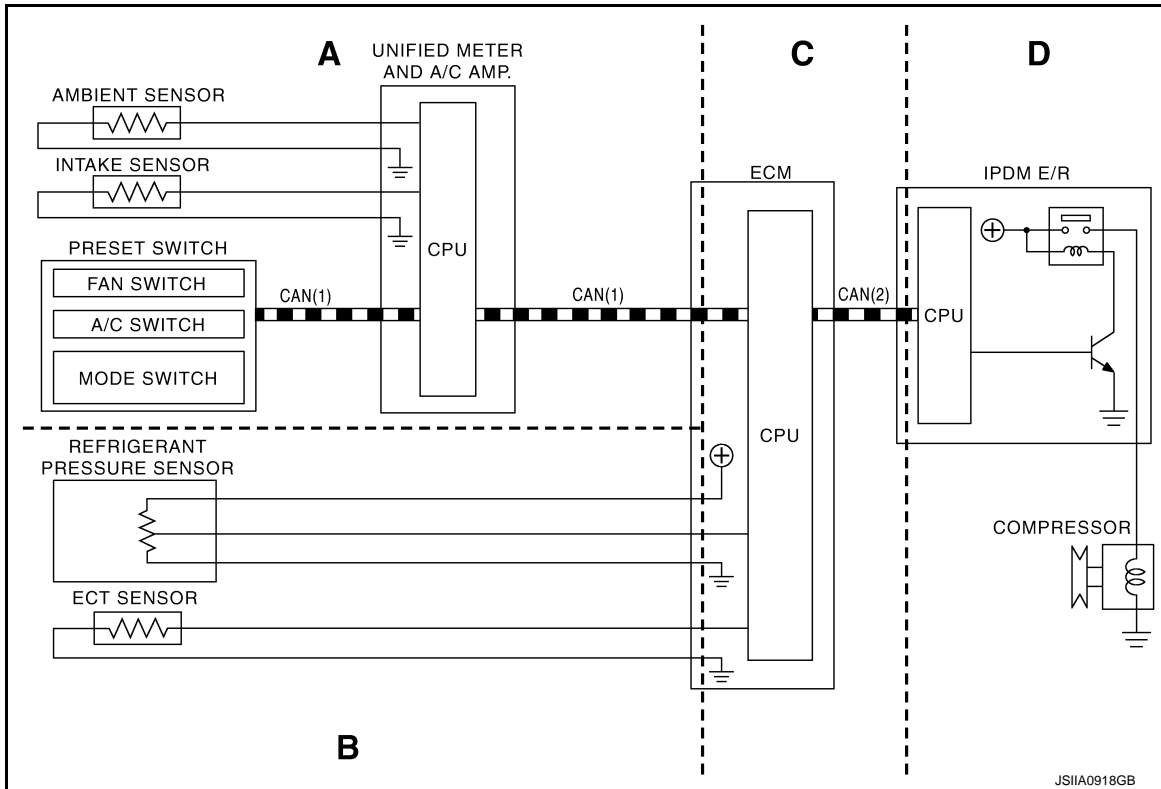 A
UNIFIED METER
AND A/C AMP.
C
D
AMBIENT SENSOR
INTAKE SENSOR
CPU
PRESET SWITCH
FAN SWITCH
A/C SWITCH
MODE SWITCH
CAN(1)
CAN(1)
ECM
CAN(2)
IPDM E/R
CPU
CPU
REFRIGERANT
PRESSURE SENSOR
ECT SENSOR
COMPRESSOR
B
JSIIA0918GB